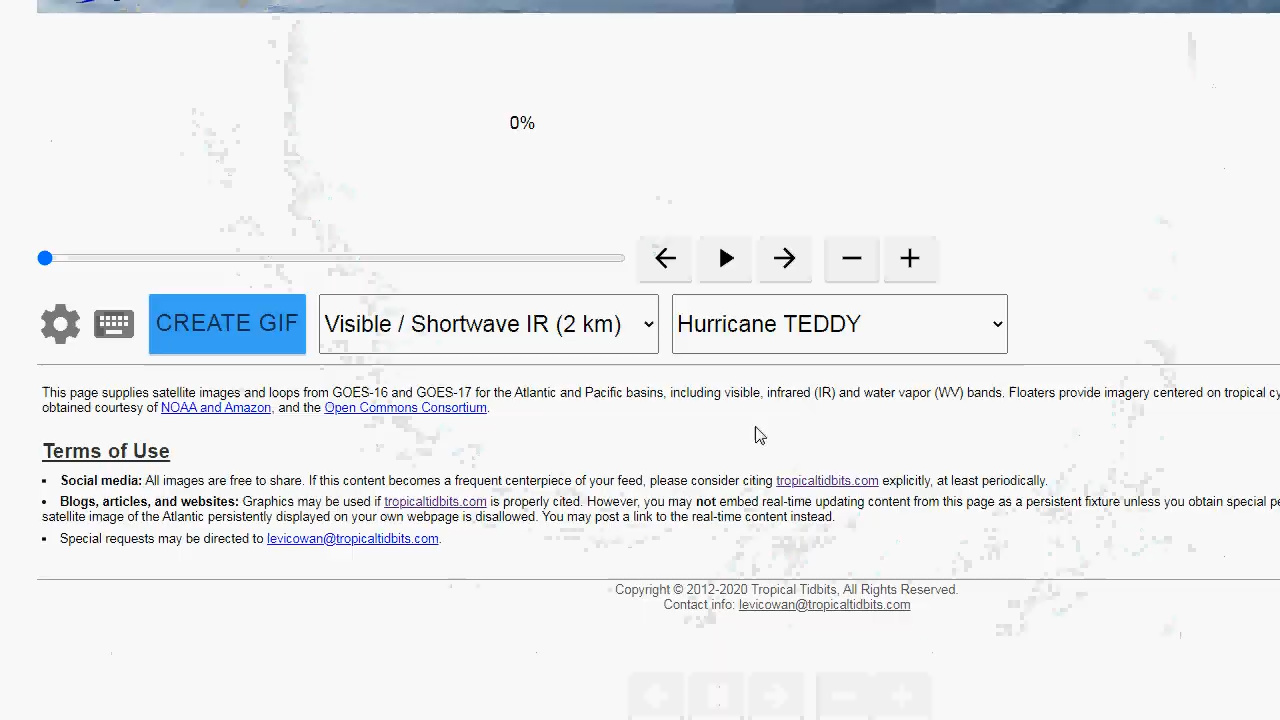 0%
CREATE GIF
Visible / Shortwave IR (2 km)
Hurricane TEDDY
This page supplies satellite images and loops from GOES-16 and GOES-17 for the Atlantic and Pacific basins, including visible, infrared (IR) and water vapor (WV) bands. Floaters provide imagery centered on tropical cy
obtained courtesy of NOAA and Amazon, and the Open Commons Consortium.
Terms of Use
▪ Social media: All images are free to share. If this content becomes a frequent centerpiece of your feed, please consider citing tropicaltidbits.com explicitly, at least periodically.
▪ Blogs, articles, and websites: Graphics may be used if tropicaltidbits.com is properly cited. However, you may not embed real-time updating content from this page as a persistent fixture unless you obtain special pe
satellite image of the Atlantic persistently displayed on your own webpage is disallowed. You may post a link to the real-time content instead.
▪ Special requests may be directed to levicowan@tropicaltidbits.com.
Copyright © 2012-2020 Tropical Tidbits, All Rights Reserved.
Contact info: levicowan@tropicaltidbits.com